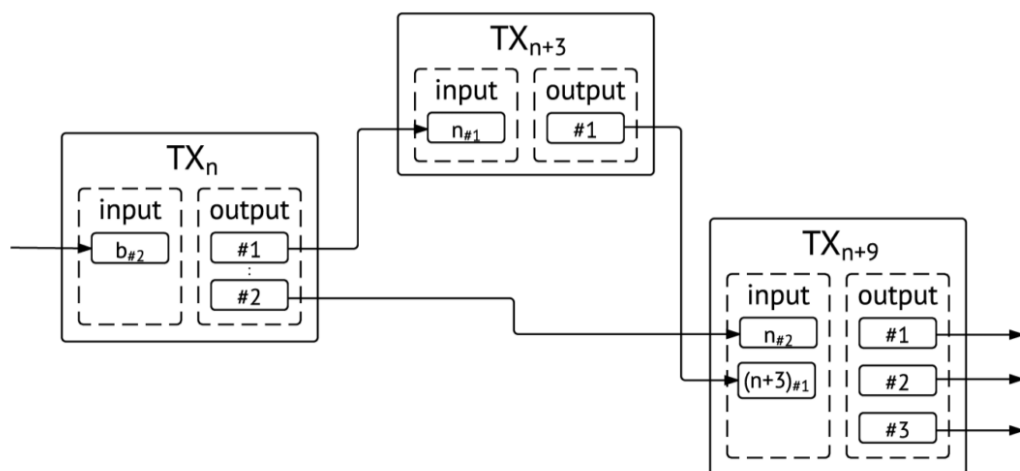 TXₙ
input
b#2
output
#1
:
#2
TXₙ₊₃
input
n#1
output
#1
TXₙ₊₉
input
n#2
(n+3)#1
output
#1
#2
#3